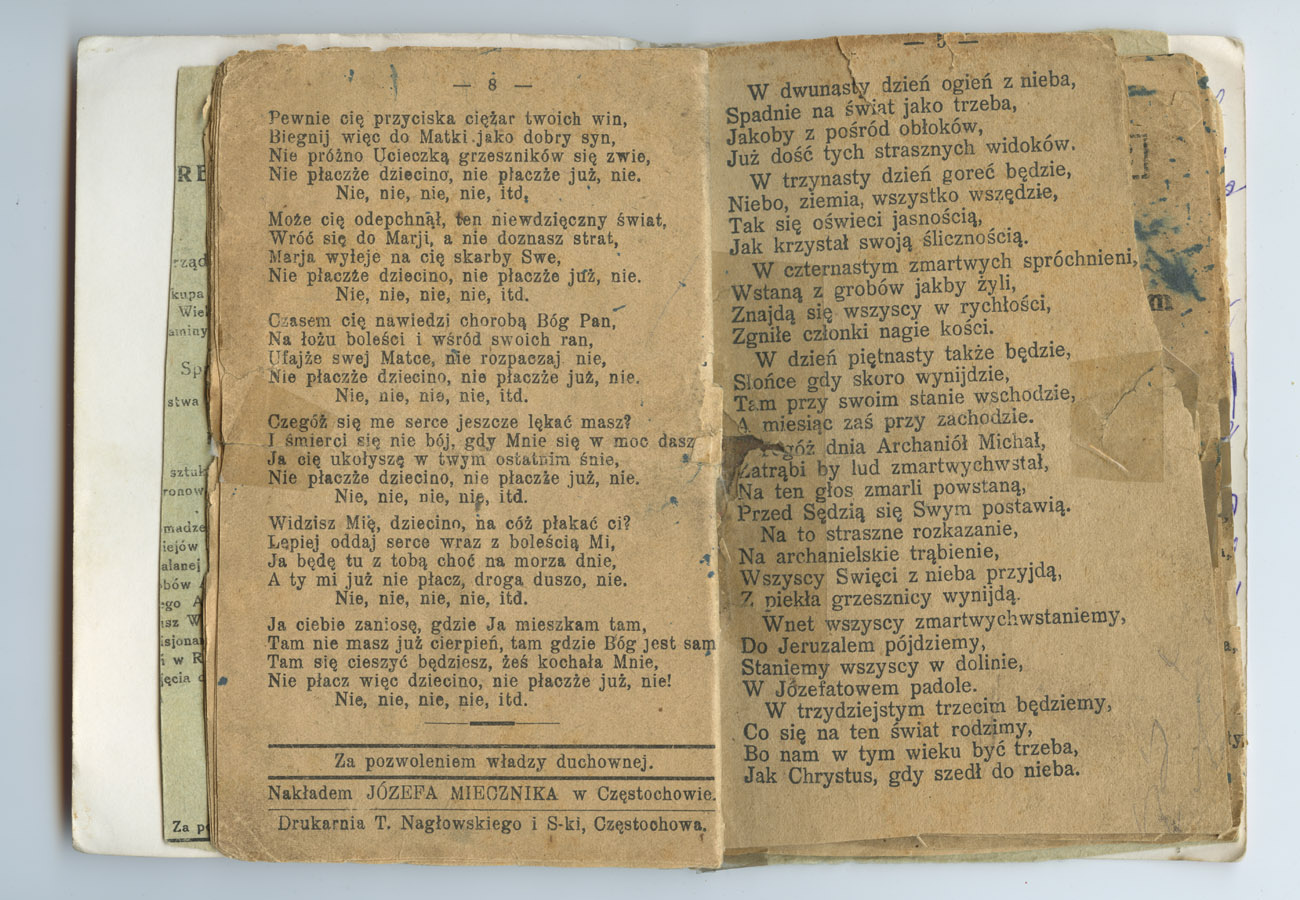 — 8 —
Pewnie cię przyciska ciężar twoich win,
Biegnij więc do Matki jako dobry syn,
Nie próżno Ucieczką grzeszników się zwie,
Nie płaczże dziecino, nie płaczże już, nie.
Nie, nie, nie, nie, itd,
Może cię odepchnął, ten niewdzięczny świat,
Wróć się do Marji, a nie doznasz strat,
Marja wyłeje na cię skarby Swe,
Nie płaczże dziecino, nie płaczże już, nie.
Nie, nie, nie, nie, itd.
Czasem cię nawiedzi chorobą Bóg Pan,
Na łożu boleści i wśród swoich ran,
Ufajże swej Matce, nie rozpaczaj nie,
Nie płaczże dziecino, nie płaczże już, nie.
Nie, nie, nie, nie, itd.
Czegóż się me serce jeszcze lękać masz?
I śmierci się nie bój, gdy Mnie się w moc dasz
Ja cię ukołyszę w twym ostatnim śnie,
Nie płaczże dziecino, nie płaczże już, nie.
Nie, nie, nie, nie, itd.
Widzisz Mię, dziecino, na cóż płakać ci?
Lepiej oddaj serce wraz z boleścią Mi,
Ja będę tu z tobą choć na morza dnie,
A ty mi już nie płacz, droga duszo, nie.
Nie, nie, nie, nie, itd.
Ja ciebie zaniosę, gdzie Ja mieszkam tam,
Tam nie masz już cierpień, tam gdzie Bóg jest sam
Tam się cieszyć będziesz, żeś kochała Mnie,
Nie płacz więc dziecino, nie płaczże już, nie!
Nie, nie, nie, nie, itd.
Za pozwoleniem władzy duchownej.
Nakładem JÓZEFA MIECZNIKA w Częstochowie.
Drukarnia T. Nagłowskiego i S-ki, Częstochowa.
— 5 —
W dwunasty dzień ogień z nieba,
Spadnie na świat jako trzeba,
Jakoby z pośród obłoków,
Już dość tych strasznych widoków.
W trzynasty dzień goreć będzie,
Niebo, ziemia, wszystko wszędzie,
Tak się oświeci jasnością,
Jak krzystał swoją ślicznością.
W czternastym zmartwych spróchnieni,
Wstaną z grobów jakby żyli,
Znajdą się wszyscy w rychłości,
Zgniłe członki nagie kości.
W dzień piętnasty także będzie,
Słońce gdy skoro wynijdzie,
Tam przy swoim stanie wschodzie,
A miesiąc zaś przy zachodzie.
dnia Archaniół Michał,
Zatrąbi by lud zmartwychwstał,
Na ten głos zmarli powstaną,
Przed Sędzią się Swym postawią.
Na to straszne rozkazanie,
Na archanielskie trąbienie,
Wszyscy Swięci z nieba przyjdą,
Z piekła grzesznicy wynijdą.
Wnet wszyscy zmartwychwstaniemy,
Do Jeruzalem pójdziemy,
Staniemy wszyscy w dolinie,
W Józefatowem padole.
W trzydziejstym trzecim będziemy,
Co się na ten świat rodzimy,
Bo nam w tym wieku być trzeba,
Jak Chrystus, gdy szedł do nieba.